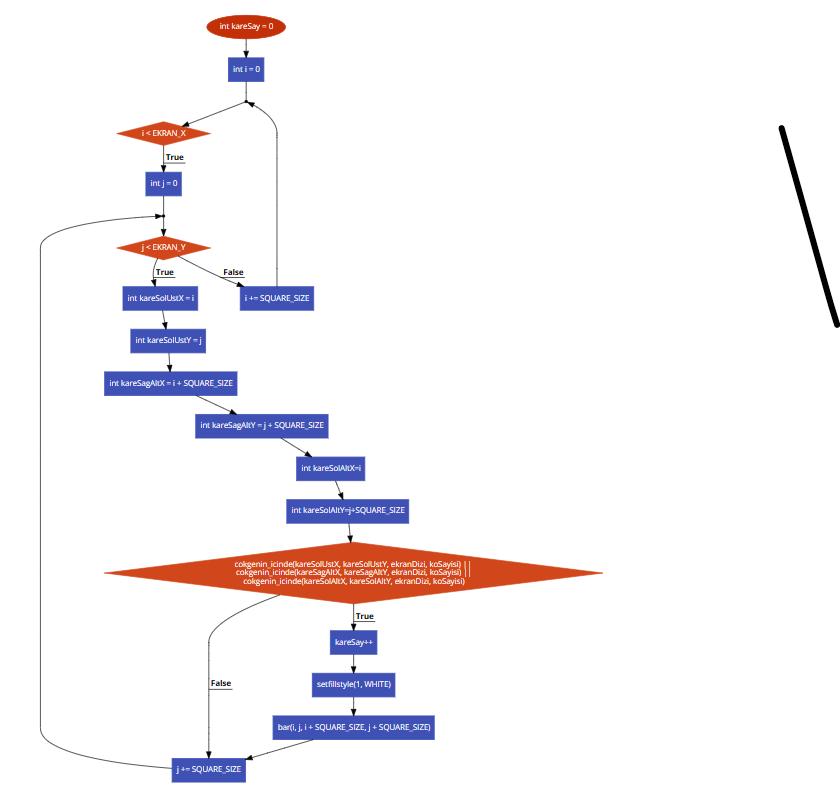 int kareSay = 0
int i = 0
i < EKRAN_X
True
int j = 0
j < EKRAN_Y
True
False
int kareSolUstX = i
i += SQUARE_SIZE
int kareSolUstY = j
int kareSagAltX = i + SQUARE_SIZE
int kareSagAltY = j + SQUARE_SIZE
int kareSolAltX=i
int kareSolAltY=j+SQUARE_SIZE
cokgenin_icinde(kareSolUstX, kareSolUstY, ekranDizi, koSayisi) ||
cokgenin_icinde(kareSagAltX, kareSagAltY, ekranDizi, koSayisi) ||
cokgenin_icinde(kareSolAltX, kareSolAltY, ekranDizi, koSayisi)
True
kareSay++
False
setfillstyle(1, WHITE)
bar(i, j, i + SQUARE_SIZE, j + SQUARE_SIZE)
j += SQUARE_SIZE